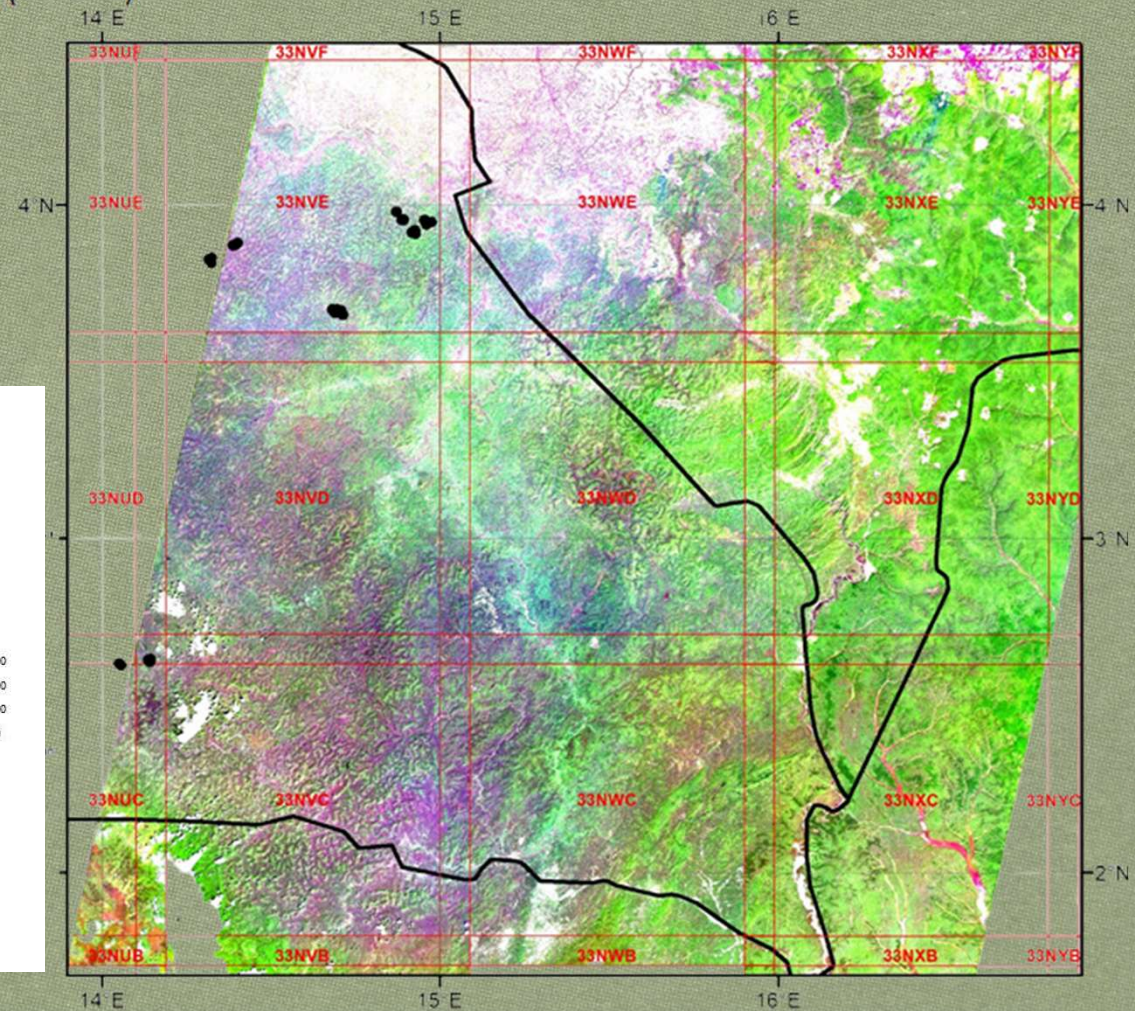 14 E 15 E 16 E
33NUF 33NVF 33NWF 33NXF 33NYF
4 N 33NUE 33NVE 33NWE 33NXE 33NYE 4 N
33NUD 33NVD 33NWD 33NXD 33NYD
3 N
33NUC 33NVC 33NWC 33NXC 33NYC
2 N
33NUB 33NVB 33NWB 33NXB 33NYB
14 E 15 E 16 E